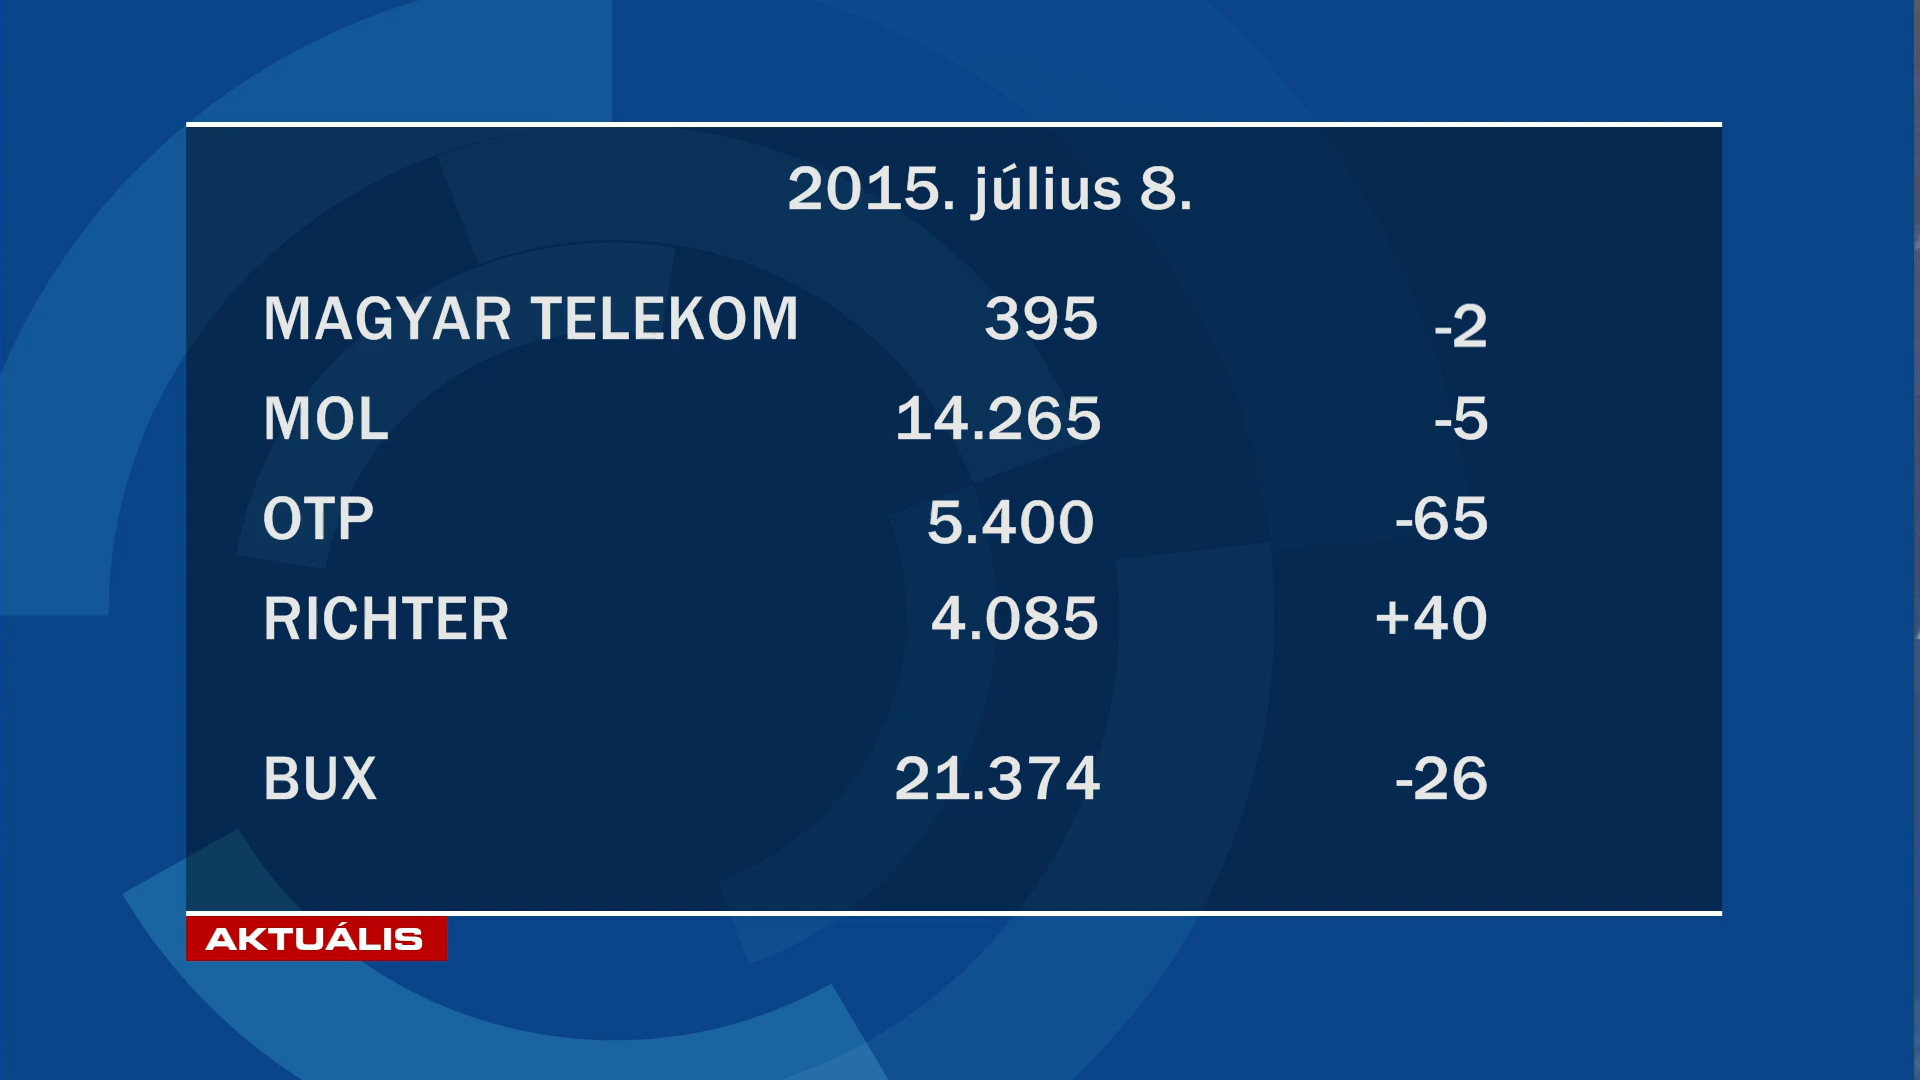 2015. július 8.
MAGYAR TELEKOM 395 -2
MOL 14.265 -5
OTP 5.400 -65
RICHTER 4.085 +40
BUX 21.374 -26
AKTUÁLIS